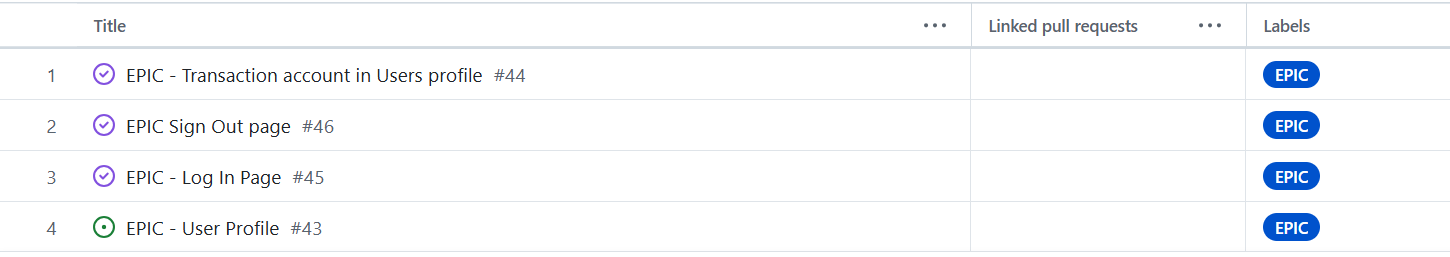 Title ... Linked pull requests ... Labels
1 EPIC - Transaction account in Users profile #44 EPIC
2 EPIC Sign Out page #46 EPIC
3 EPIC - Log In Page #45 EPIC
4 EPIC - User Profile #43 EPIC